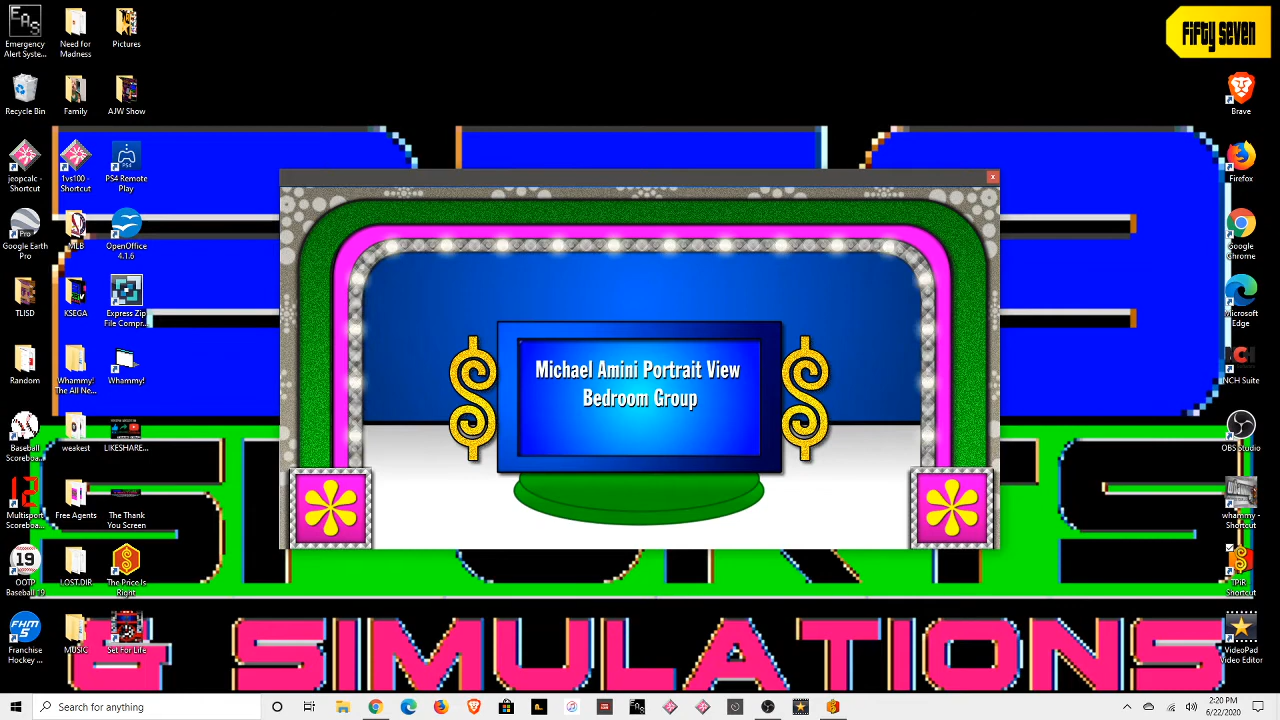 Emergency
Alert Syste...
Need for
Madness
Pictures
Fifty Seven
Recycle Bin
Family
AJW Show
Brave
jeopcalc -
Shortcut
1vs100 -
Shortcut
PS4 Remote
Play
Firefox
Google Earth
Pro
MLB
OpenOffice
4.1.6
Google
Chrome
TLISD
KSEGA
Express Zip
File Compr...
Microsoft
Edge
Random
Whammy!
The All Ne...
Whammy!
NCH Suite
Michael Amini Portrait View
Bedroom Group
Baseball
Scoreboa...
weakest
LIKESHARE...
OBS Studio
12
Multisport
Scoreboa...
Free Agents
The Thank
You Screen
whammy -
Shortcut
19
OOTP
Baseball 19
LOST.DIR
The Price Is
Right
TPiR
Shortcut
FHM
5
Franchise
Hockey ...
MUSIC
Set For Life
VideoPad
Video Editor
& SIMULATIONS
Search for anything
2:20 PM
6/22/2020